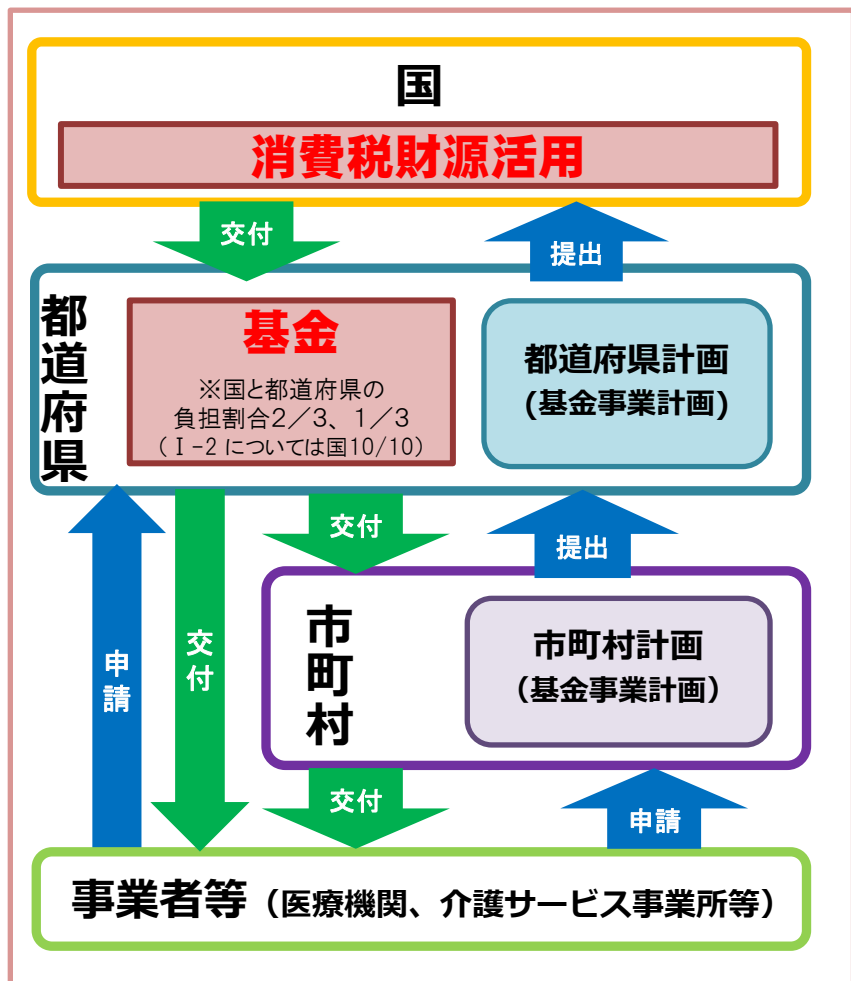 国
消費税財源活用
交付
提出
都道府県
基金
※国と都道府県の
負担割合2/3、1/3
(Ⅰ-2 については国10/10)
都道府県計画
(基金事業計画)
交付
提出
申請
交付
市町村
市町村計画
(基金事業計画)
交付
申請
事業者等(医療機関、介護サービス事業所等)